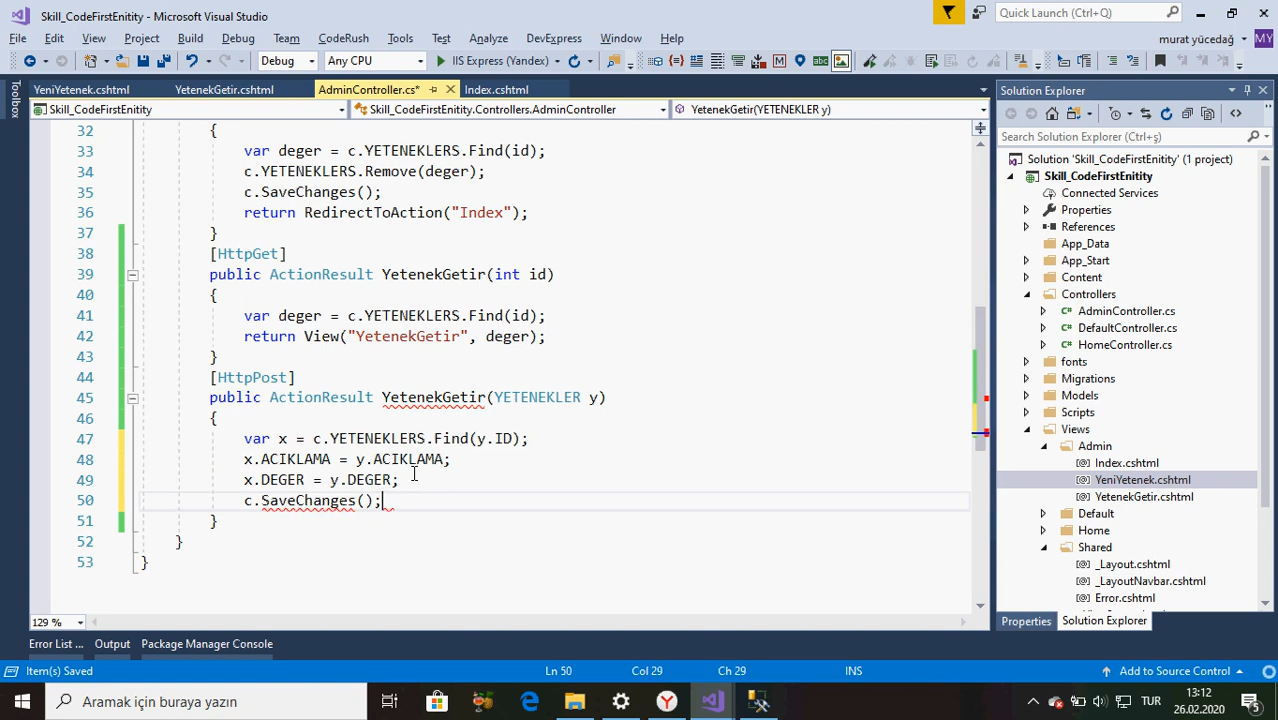 Skill_CodeFirstEnitity - Microsoft Visual Studio
Quick Launch (Ctrl+Q)
File Edit View Project Build Debug Team CodeRush Tools Test Analyze DevExpress Window Help
murat yücedağ MY
Debug Any CPU IIS Express (Yandex)
Toolbox
YeniYetenek.cshtml YetenekGetir.cshtml AdminController.cs* Index.cshtml
Skill_CodeFirstEnitity Skill_CodeFirstEnitity.Controllers.AdminController YetenekGetir(YETENEKLER y)
32 {
33 var deger = c.YETENEKLERS.Find(id);
34 c.YETENEKLERS.Remove(deger);
35 c.SaveChanges();
36 return RedirectToAction("Index");
37 }
38 [HttpGet]
39 public ActionResult YetenekGetir(int id)
40 {
41 var deger = c.YETENEKLERS.Find(id);
42 return View("YetenekGetir", deger);
43 }
44 [HttpPost]
45 public ActionResult YetenekGetir(YETENEKLER y)
46 {
47 var x = c.YETENEKLERS.Find(y.ID);
48 x.ACIKLAMA = y.ACIKLAMA;
49 x.DEGER = y.DEGER;
50 c.SaveChanges();
51 }
52 }
53 }
129 %
Solution Explorer
Search Solution Explorer (Ctrl+ş)
Solution 'Skill_CodeFirstEnitity' (1 project)
Skill_CodeFirstEnitity
Connected Services
Properties
References
App_Data
App_Start
Content
Controllers
AdminController.cs
DefaultController.cs
HomeController.cs
fonts
Migrations
Models
Scripts
Views
Admin
Index.cshtml
YeniYetenek.cshtml
YetenekGetir.cshtml
Default
Home
Shared
_Layout.cshtml
_LayoutNavbar.cshtml
Error.cshtml
Properties Solution Explorer
Error List ... Output Package Manager Console
Item(s) Saved Ln 50 Col 29 Ch 29 INS Add to Source Control
Aramak için buraya yazın
TUR
13:12
26.02.2020
5